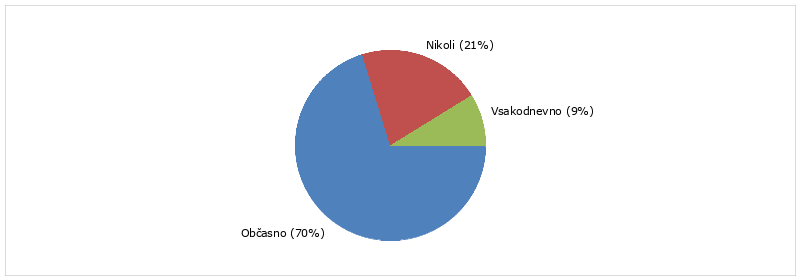 Nikoli (21%)
Vsakodnevno (9%)
Občasno (70%)